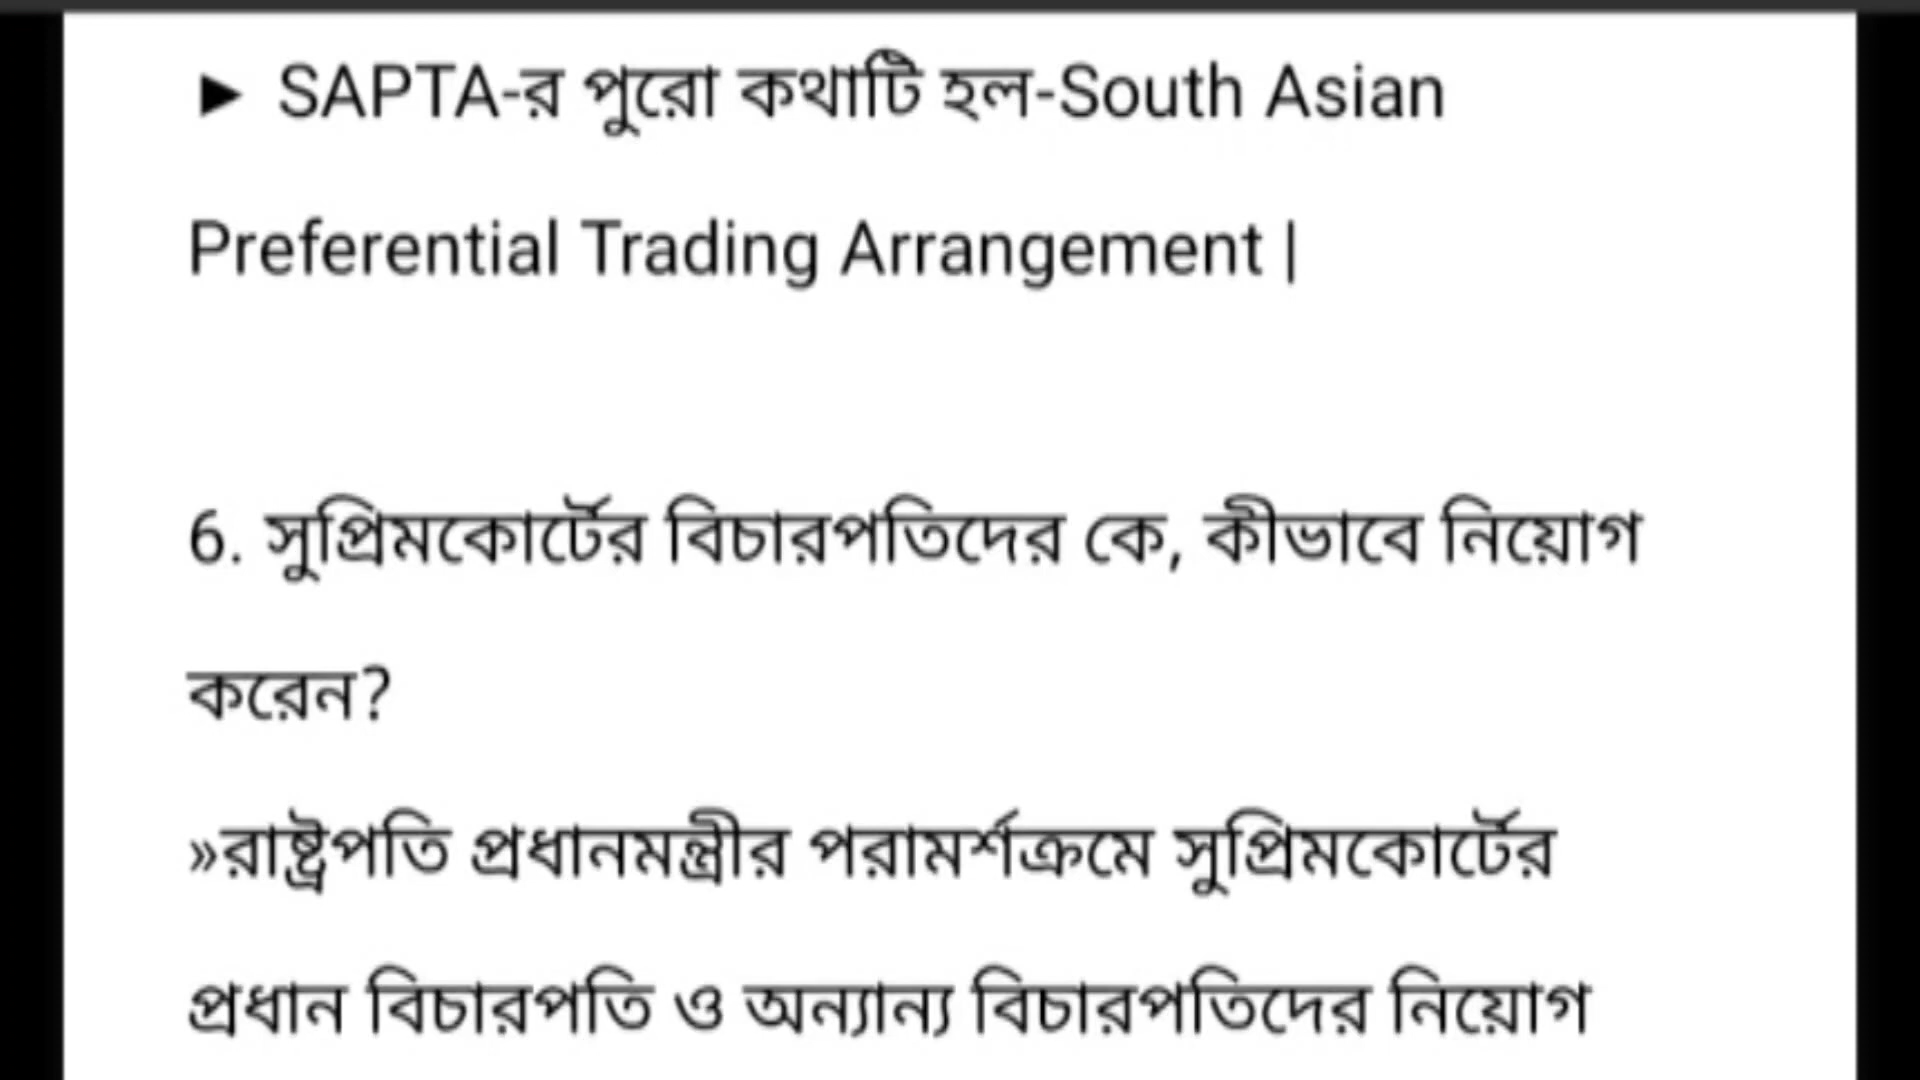 ► SAPTA-র পুরো কথাটি হল-South Asian
Preferential Trading Arrangement |
6. সুপ্রিমকোর্টের বিচারপতিদের কে, কীভাবে নিয়োগ
করেন?
»রাষ্ট্রপতি প্রধানমন্ত্রীর পরামর্শক্রমে সুপ্রিমকোর্টের
প্রধান বিচারপতি ও অন্যান্য বিচারপতিদের নিয়োগ